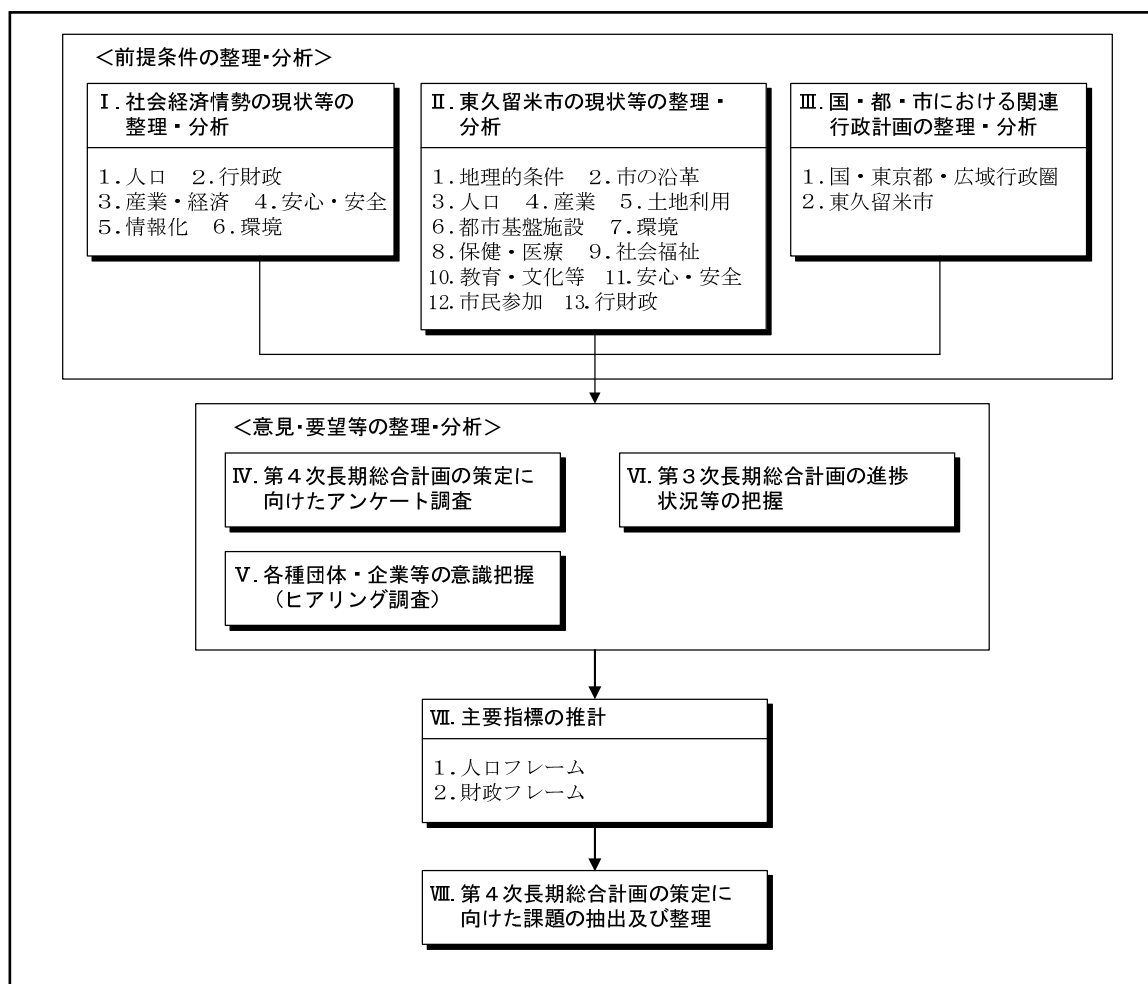 ＜前提条件の整理・分析＞
Ⅰ．社会経済情勢の現状等の
整理・分析
１．人口　２．行財政
３．産業・経済　４．安心・安全
５．情報化　６．環境
Ⅱ．東久留米市の現状等の整理・
分析
１．地理的条件　２．市の沿革
３．人口　４．産業　５．土地利用
６．都市基盤施設　７．環境
８．保健・医療　９．社会福祉
10．教育・文化等　11．安心・安全
12．市民参加　13．行財政
Ⅲ．国・都・市における関連
行政計画の整理・分析
１．国・東京都・広域行政圏
２．東久留米市
＜意見・要望等の整理・分析＞
Ⅳ．第４次長期総合計画の策定に
向けたアンケート調査
Ⅴ．各種団体・企業等の意識把握
（ヒアリング調査）
Ⅵ．第３次長期総合計画の進捗
状況等の把握
Ⅶ．主要指標の推計
１．人口フレーム
２．財政フレーム
Ⅷ．第４次長期総合計画の策定に
向けた課題の抽出及び整理